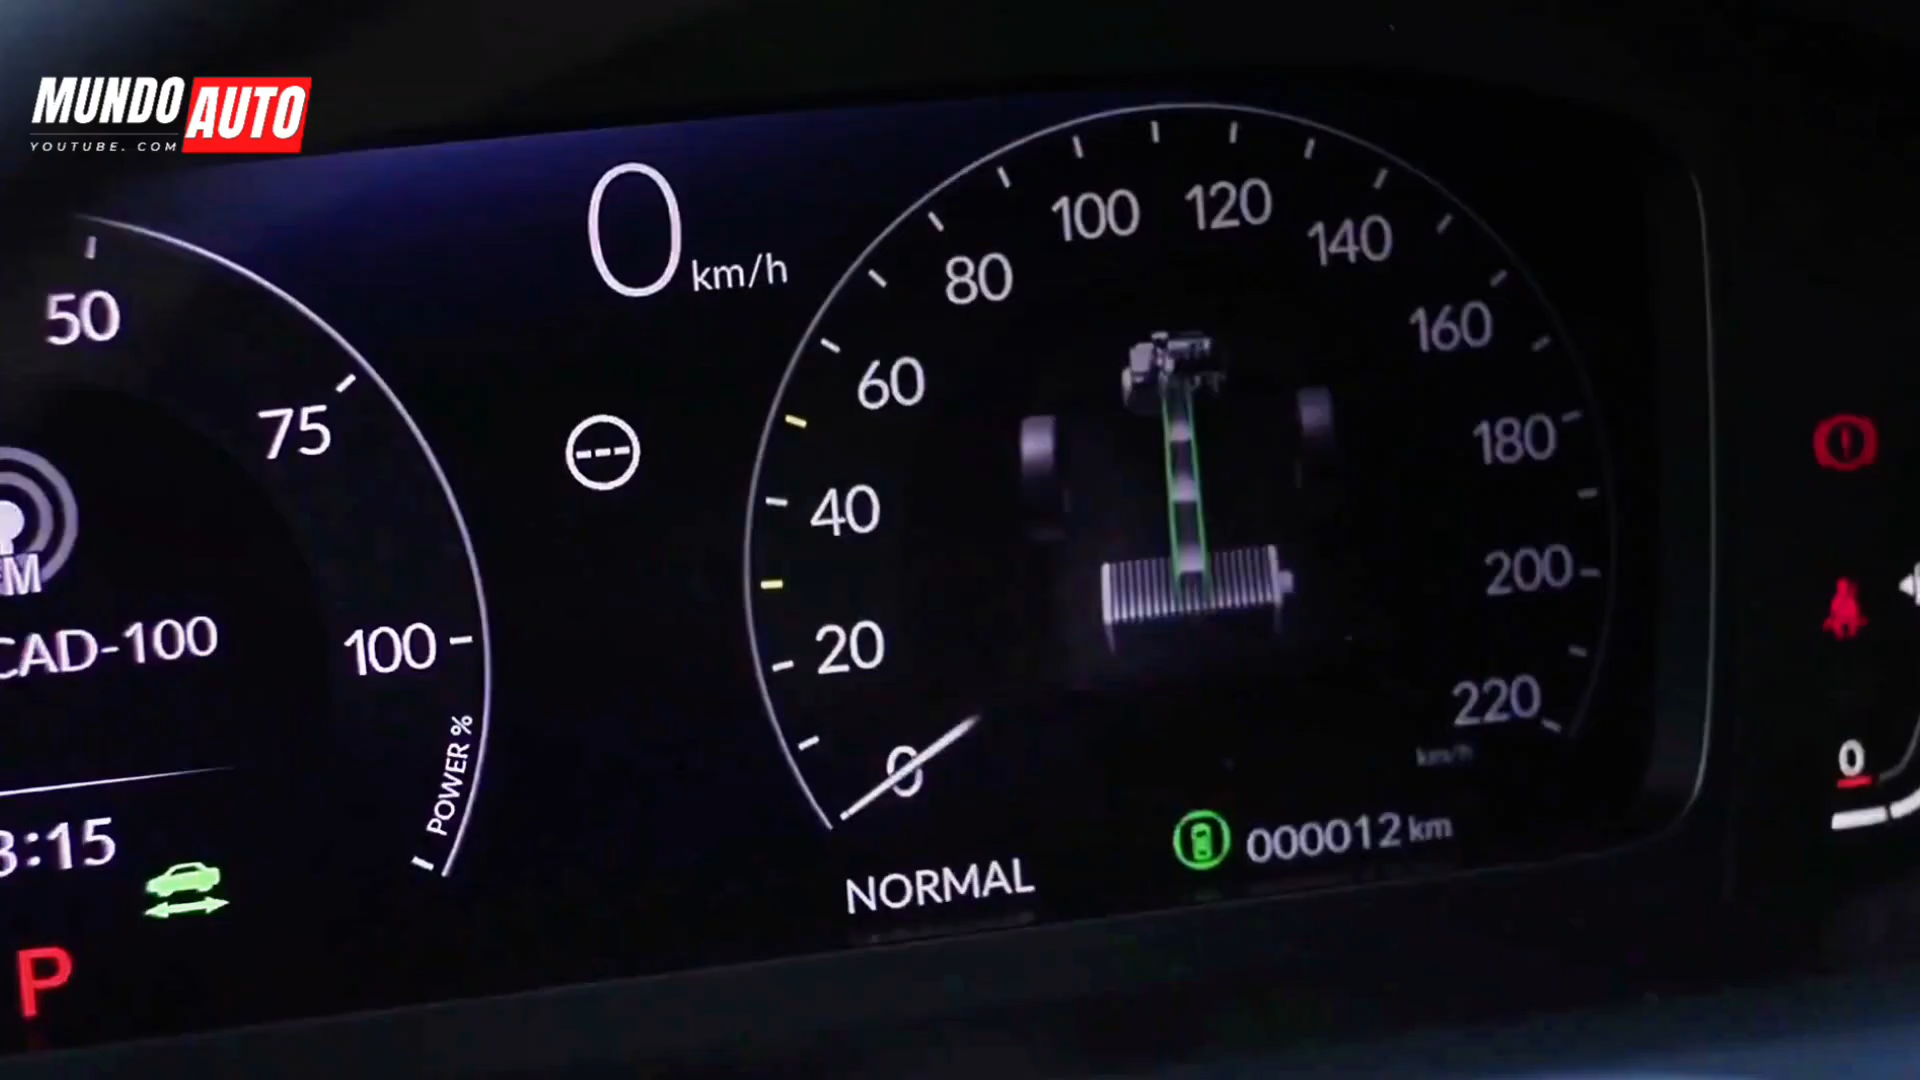 MUNDO AUTO
YOUTUBE. COM
0 km/h
50
75
100
POWER %
CAD-100
:15
P
0
20
40
60
80
100
120
140
160
180
200
220
km/h
NORMAL
000012 km
0